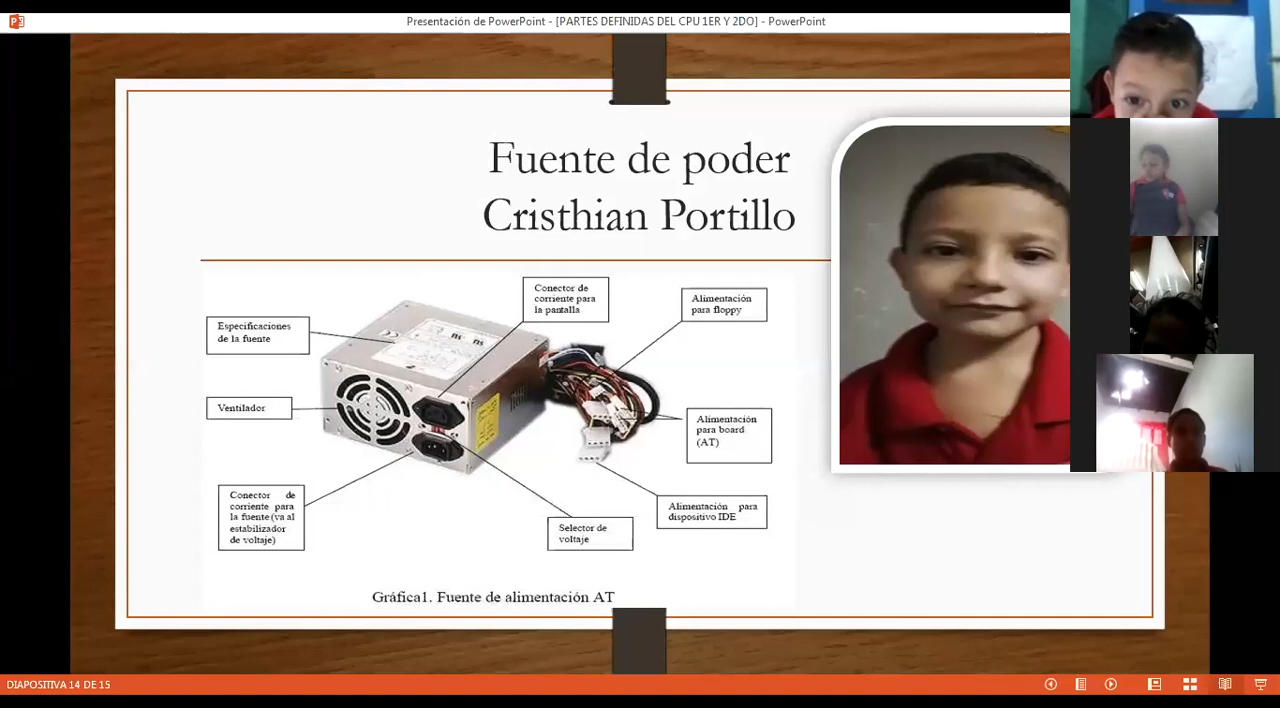 Presentación de PowerPoint - [PARTES DEFINIDAS DEL CPU 1ER Y 2DO] - PowerPoint
Fuente de poder
Cristhian Portillo
Conector de
corriente para
la pantalla
Alimentación
para floppy
Especificaciones
de la fuente
Ventilador
Alimentación
para board
(AT)
Conector de
corriente para
la fuente (va al
estabilizador
de voltaje)
Alimentación para
dispositivo IDE
Selector de
voltaje
Gráfica1. Fuente de alimentación AT
DIAPOSITIVA 14 DE 15